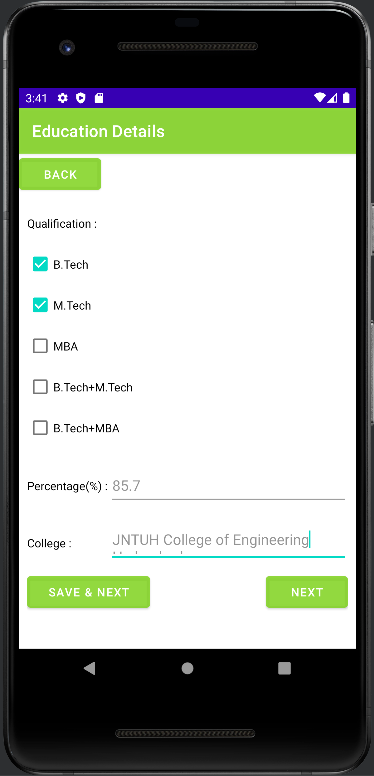 3:41
Education Details
BACK
Qualification :
B.Tech
M.Tech
MBA
B.Tech+M.Tech
B.Tech+MBA
Percentage(%) : 85.7
College : JNTUH College of Engineering
SAVE & NEXT
NEXT